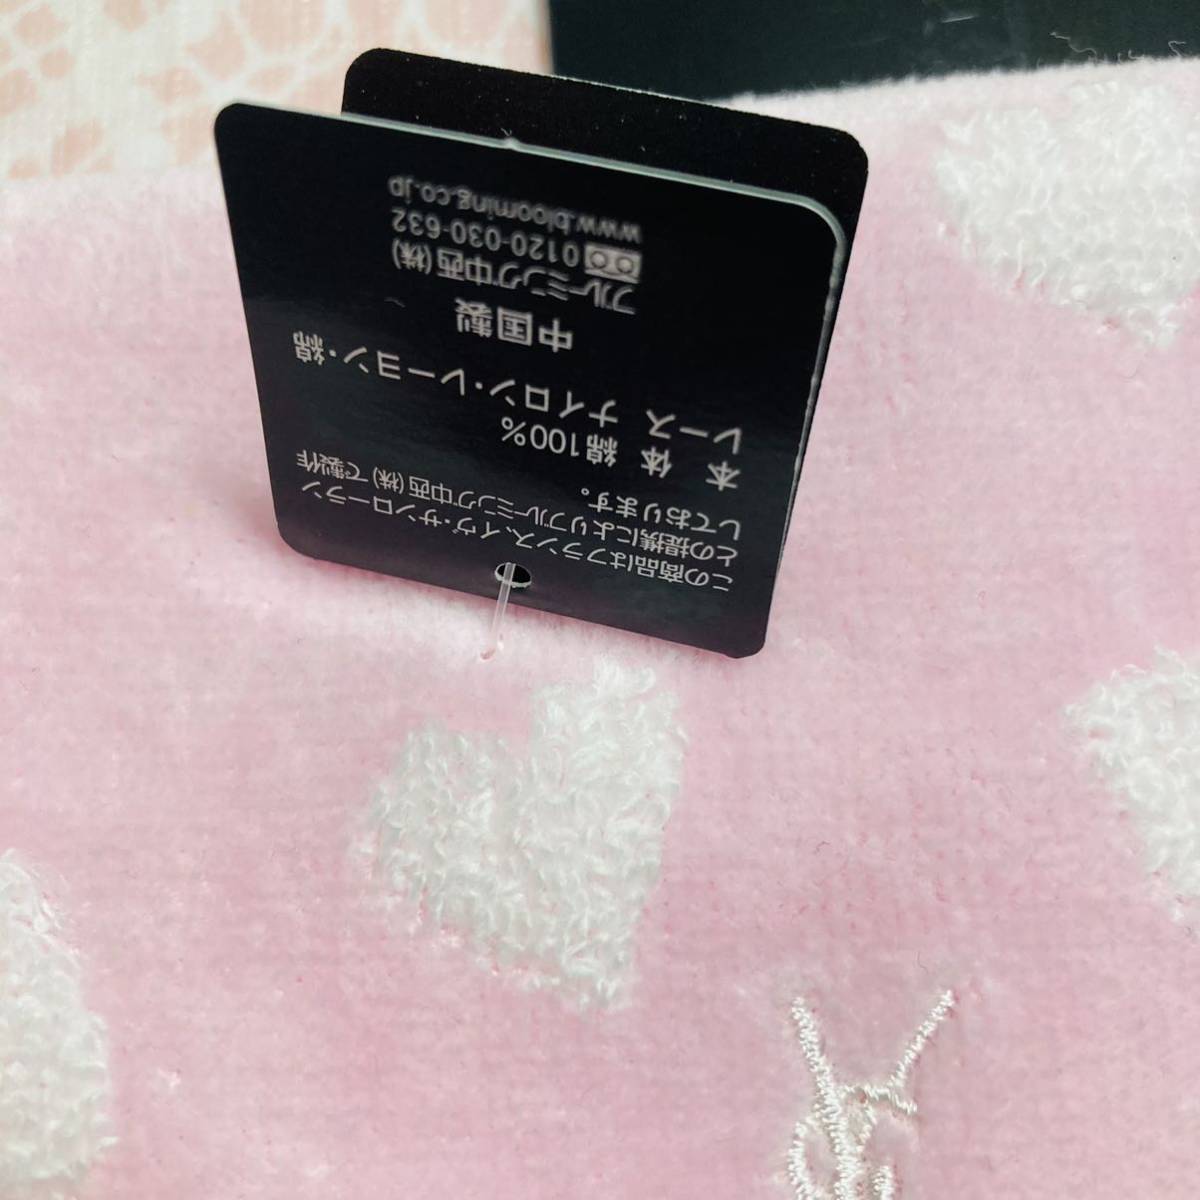 この商品はフランス、イヴ・サンローラン
との提携によりブルーミング中西(株)で製作
しております。
本 体 綿100%
レース ナイロン・レーヨン・綿
中国製
ブルーミング中西(株)
0120-030-632
www.blooming.co.jp